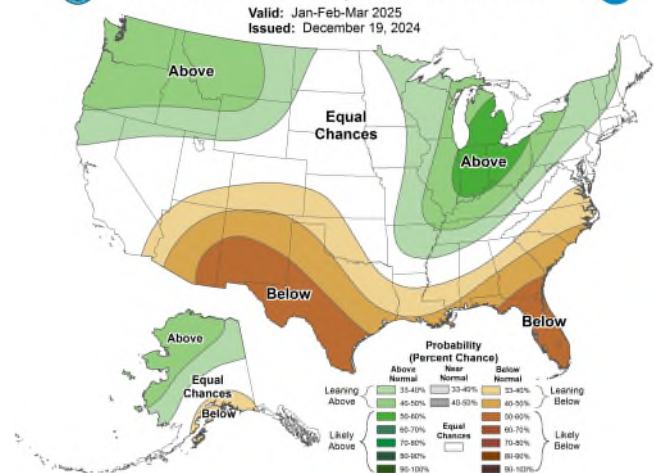 Valid: Jan-Feb-Mar 2025
Issued: December 19, 2024
Above
Equal
Chances
Above
Below
Below
Above
Equal
Chances
Below
Probability
(Percent Chance)
Above
Normal
Near
Normal
Below
Normal
Leaning
Above
33-40%
33-40%
33-40%
Leaning
Below
40-50%
40-50%
40-50%
Likely
Above
50-60%
50-60%
Likely
Below
60-70%
60-70%
70-80%
Equal
Chances
70-80%
80-90%
80-90%
90-100%
90-100%